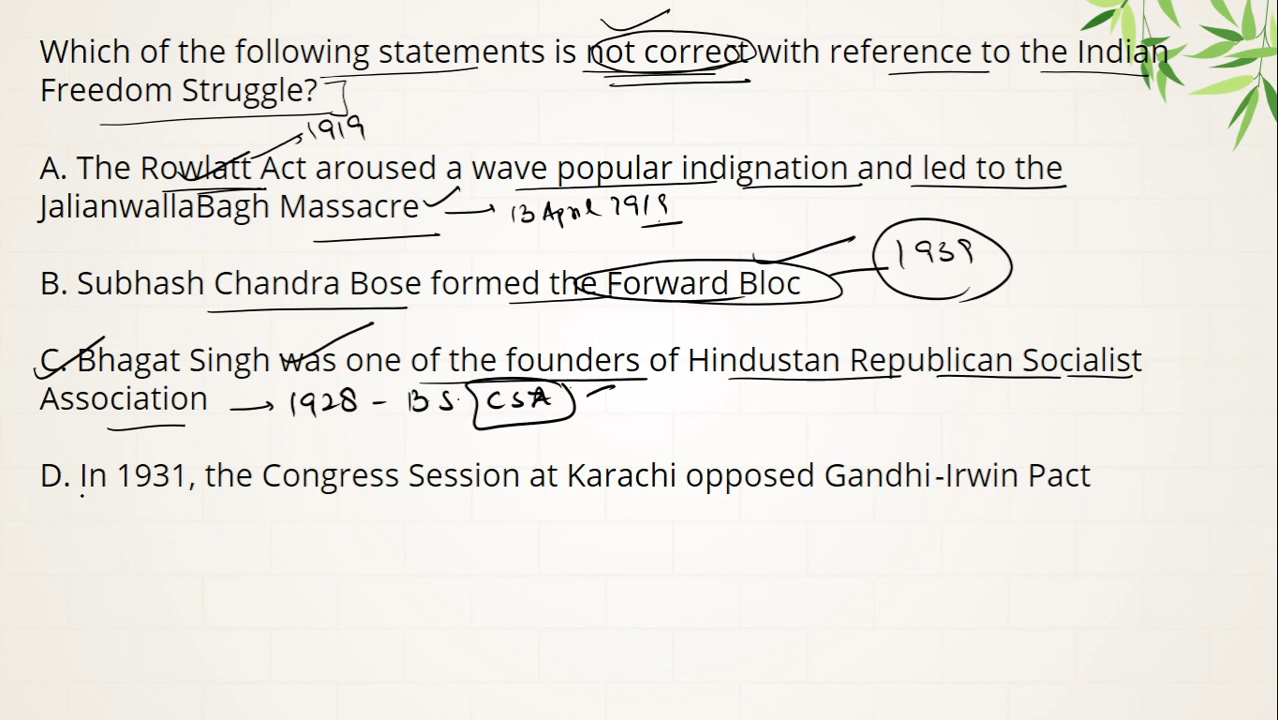 Which of the following statements is not correct with reference to the Indian
Freedom Struggle?
1919
A. The Rowlatt Act aroused a wave popular indignation and led to the
JalianwallaBagh Massacre → 13 April 1919
1939
B. Subhash Chandra Bose formed the Forward Bloc
C. Bhagat Singh was one of the founders of Hindustan Republican Socialist
Association → 1928 - BS. CSA
D. In 1931, the Congress Session at Karachi opposed Gandhi-Irwin Pact